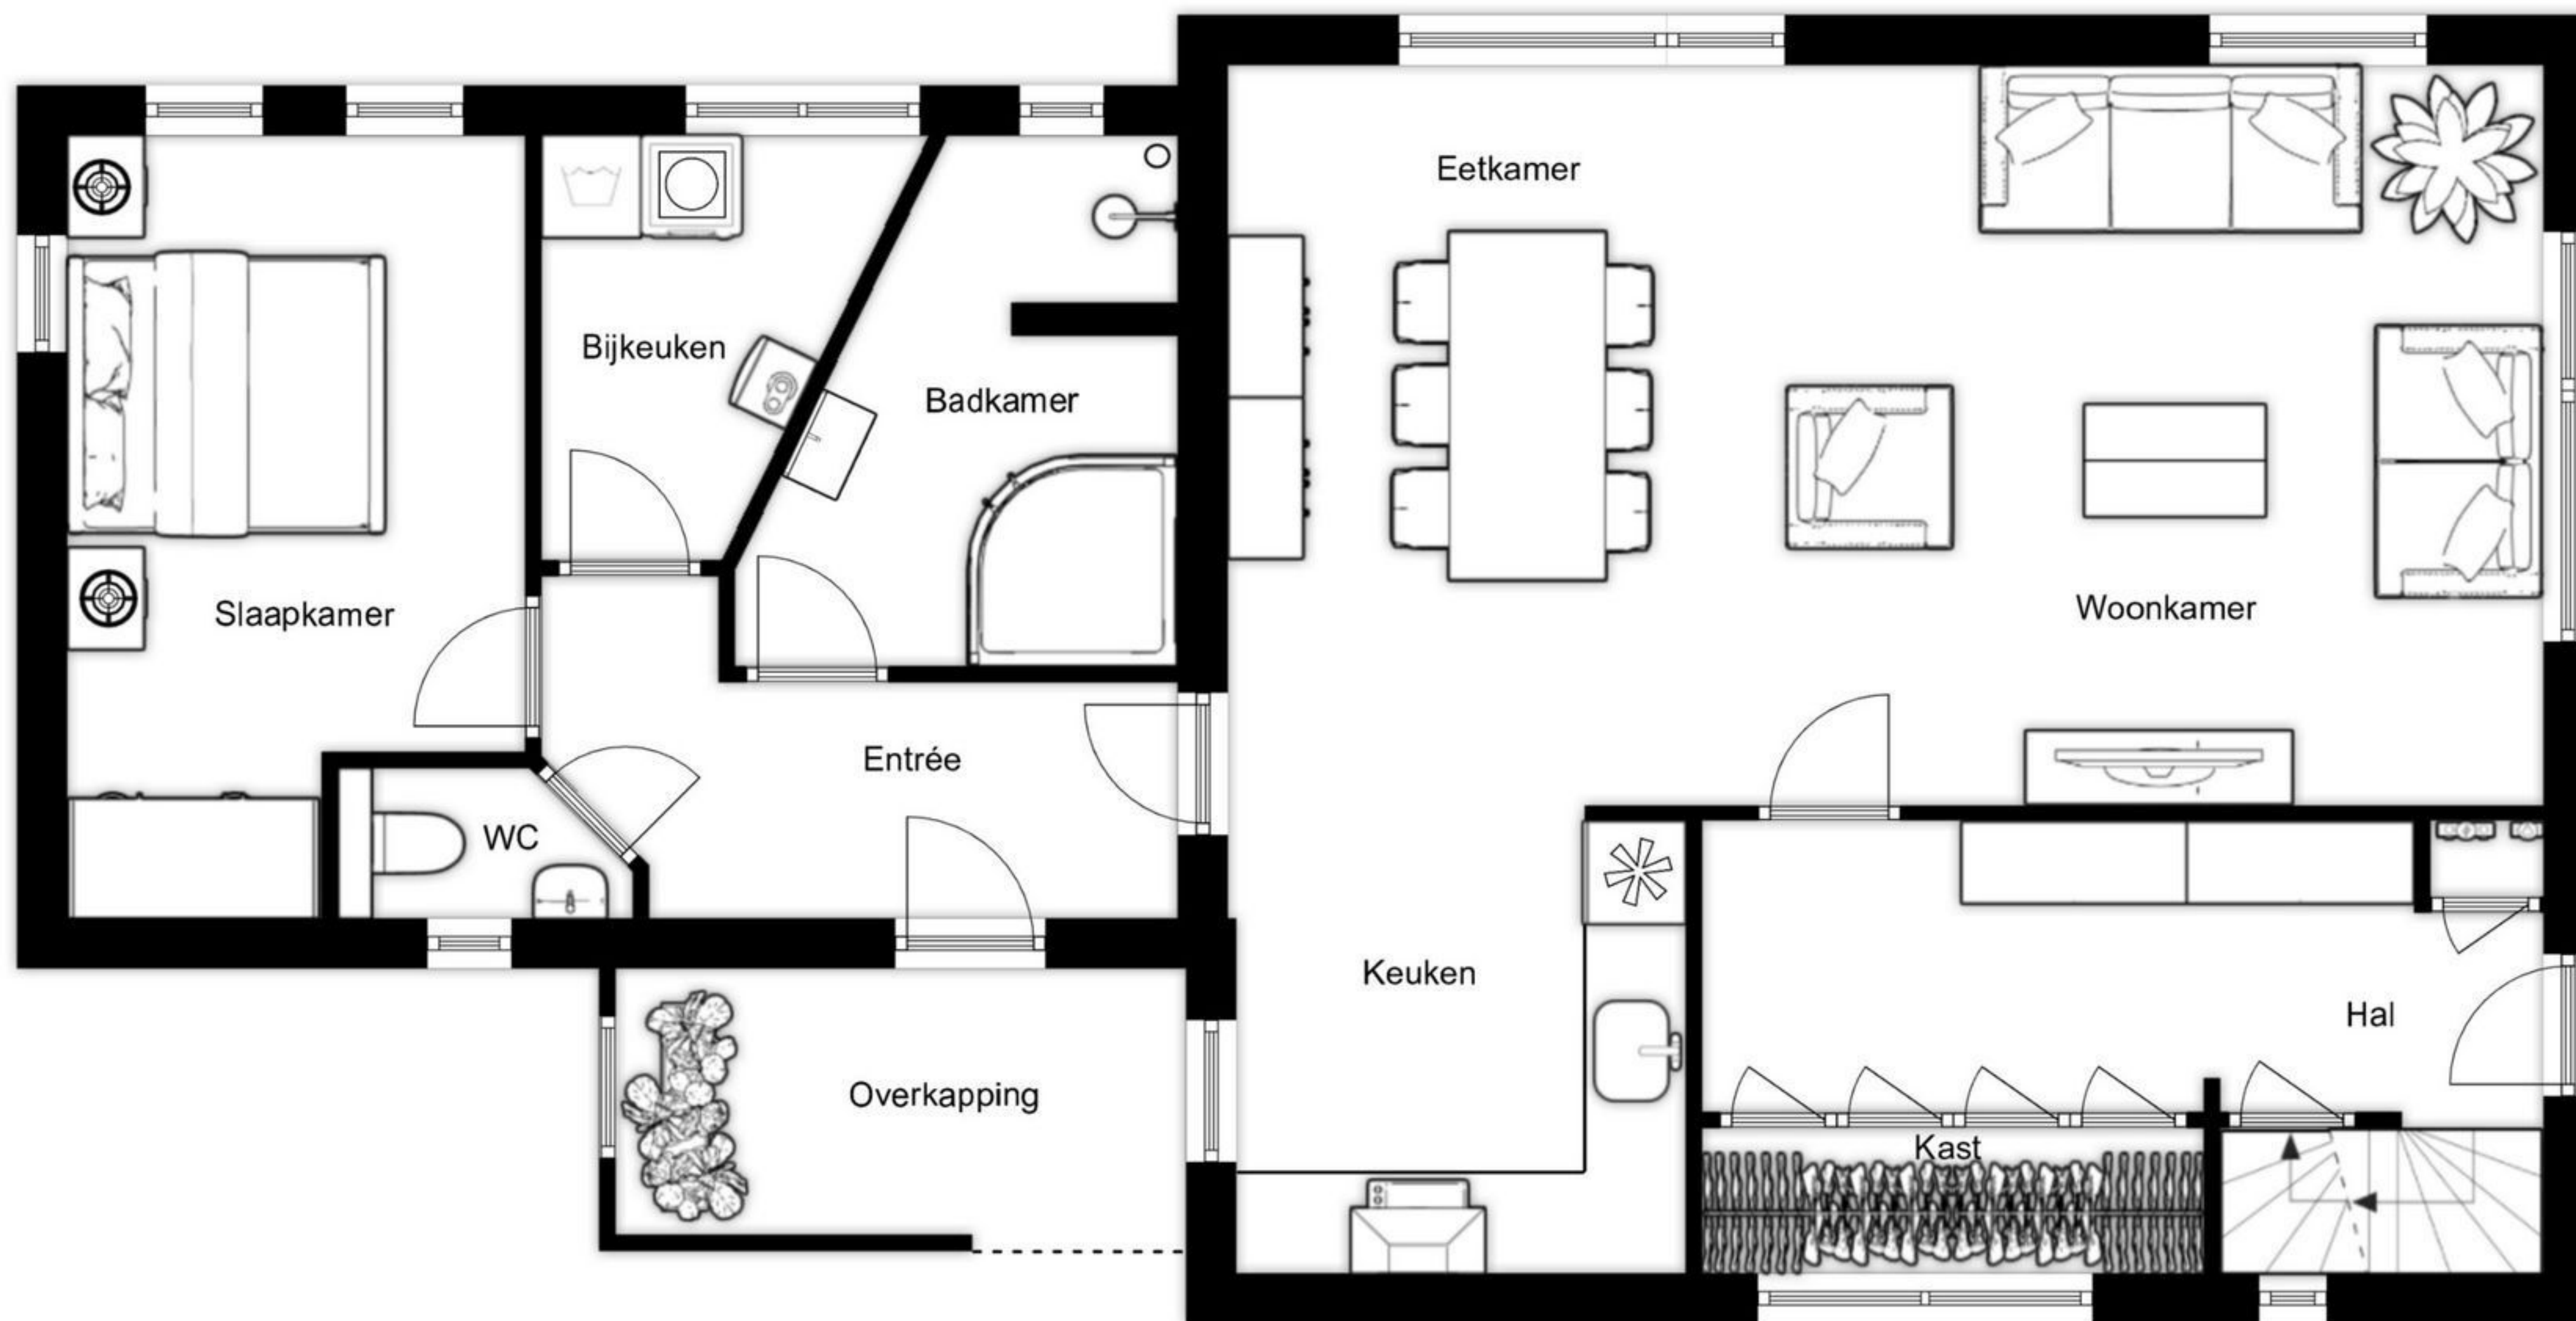 Eetkamer
Bijkeuken
Badkamer
Slaapkamer
Woonkamer
Entrée
WC
Keuken
Hal
Overkapping
Kast